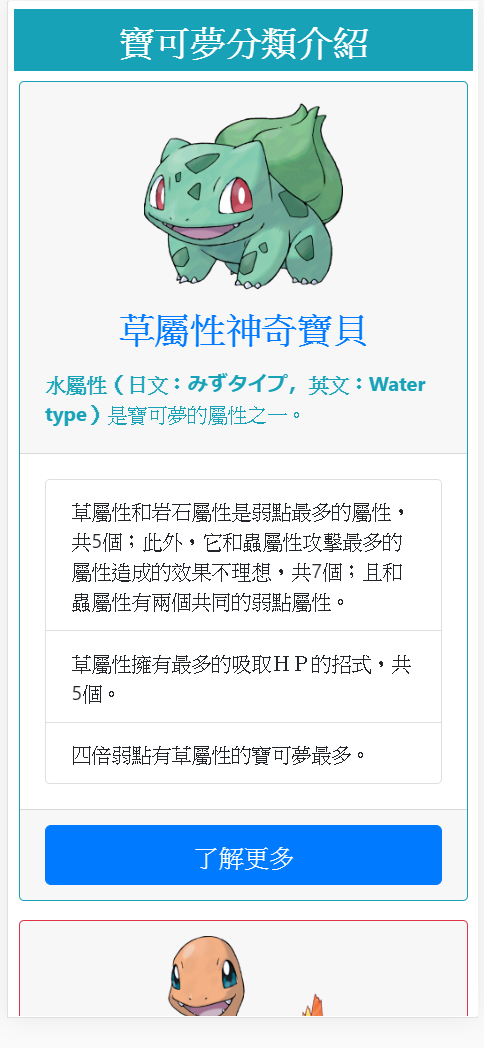 寶可夢分類介紹
草屬性神奇寶貝
水屬性（日文：みずタイプ，英文：Water
type）是寶可夢的屬性之一。
草屬性和岩石屬性是弱點最多的屬性，
共5個；此外，它和蟲屬性攻擊最多的
屬性造成的效果不理想，共7個；且和
蟲屬性有兩個共同的弱點屬性。
草屬性擁有最多的吸取ＨＰ的招式，共
5個。
四倍弱點有草屬性的寶可夢最多。
了解更多